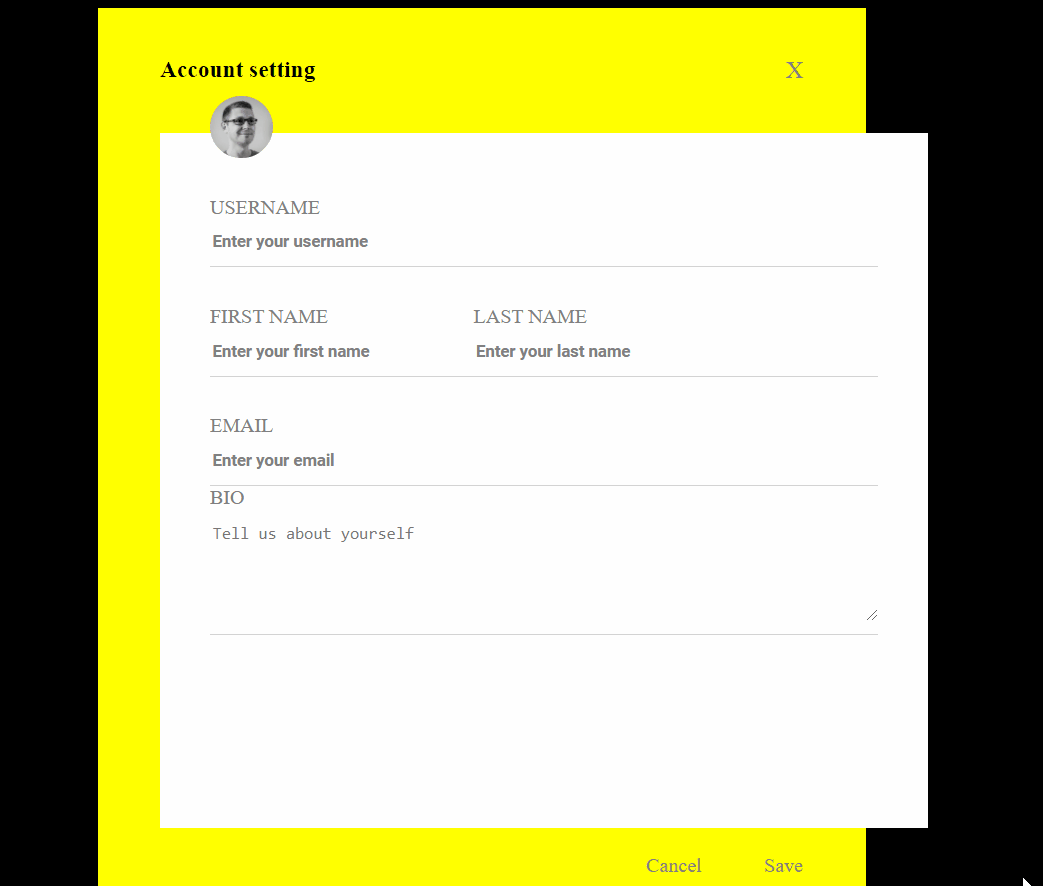 Account setting X
USERNAME
Enter your username
FIRST NAME LAST NAME
Enter your first name Enter your last name
EMAIL
Enter your email
BIO
Tell us about yourself
Cancel Save